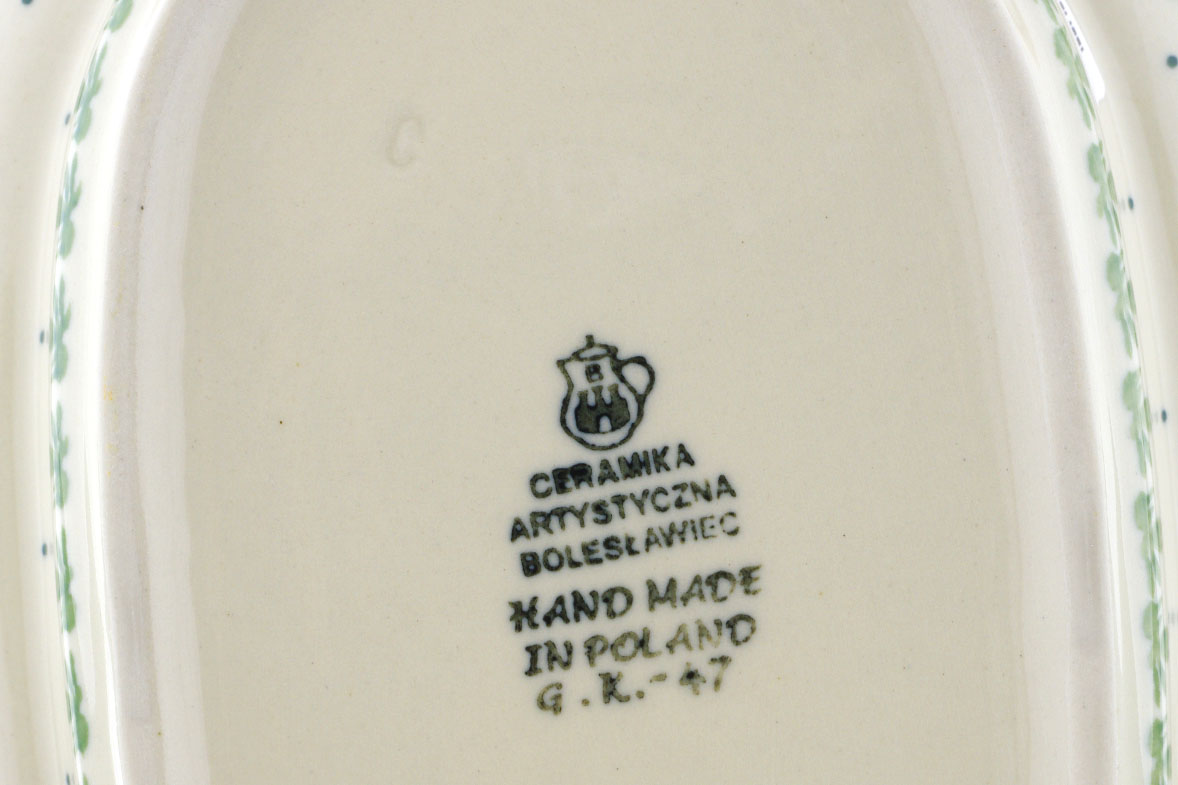 C
B
CERAMIKA
ARTYSTYCZNA
BOLESŁAWIEC
HAND MADE
IN POLAND
G.K.-47